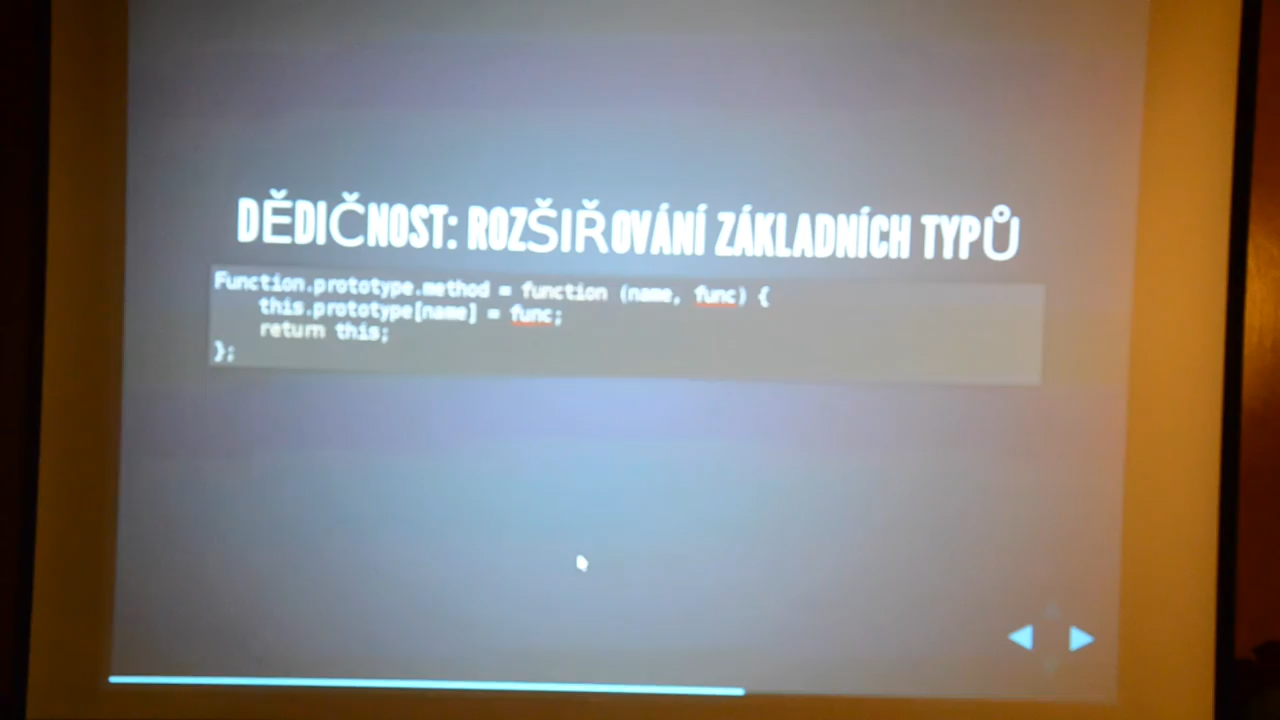 DĚDIČNOST: ROZŠIŘOVÁNÍ ZÁKLADNÍCH TYPŮ
Function.prototype.method = function (name, func) {
    this.prototype[name] = func;
    return this;
};